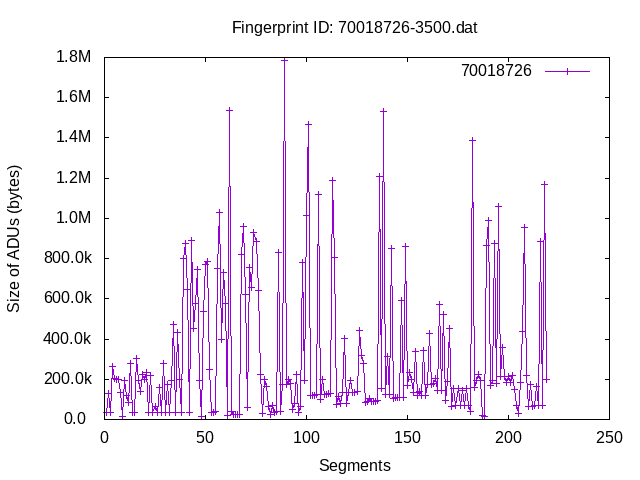 Fingerprint ID: 70018726-3500.dat
70018726
1.8M
1.6M
1.4M
1.2M
1.0M
800.0k
600.0k
400.0k
200.0k
0.0
Size of ADUs (bytes)
0 50 100 150 200 250
Segments